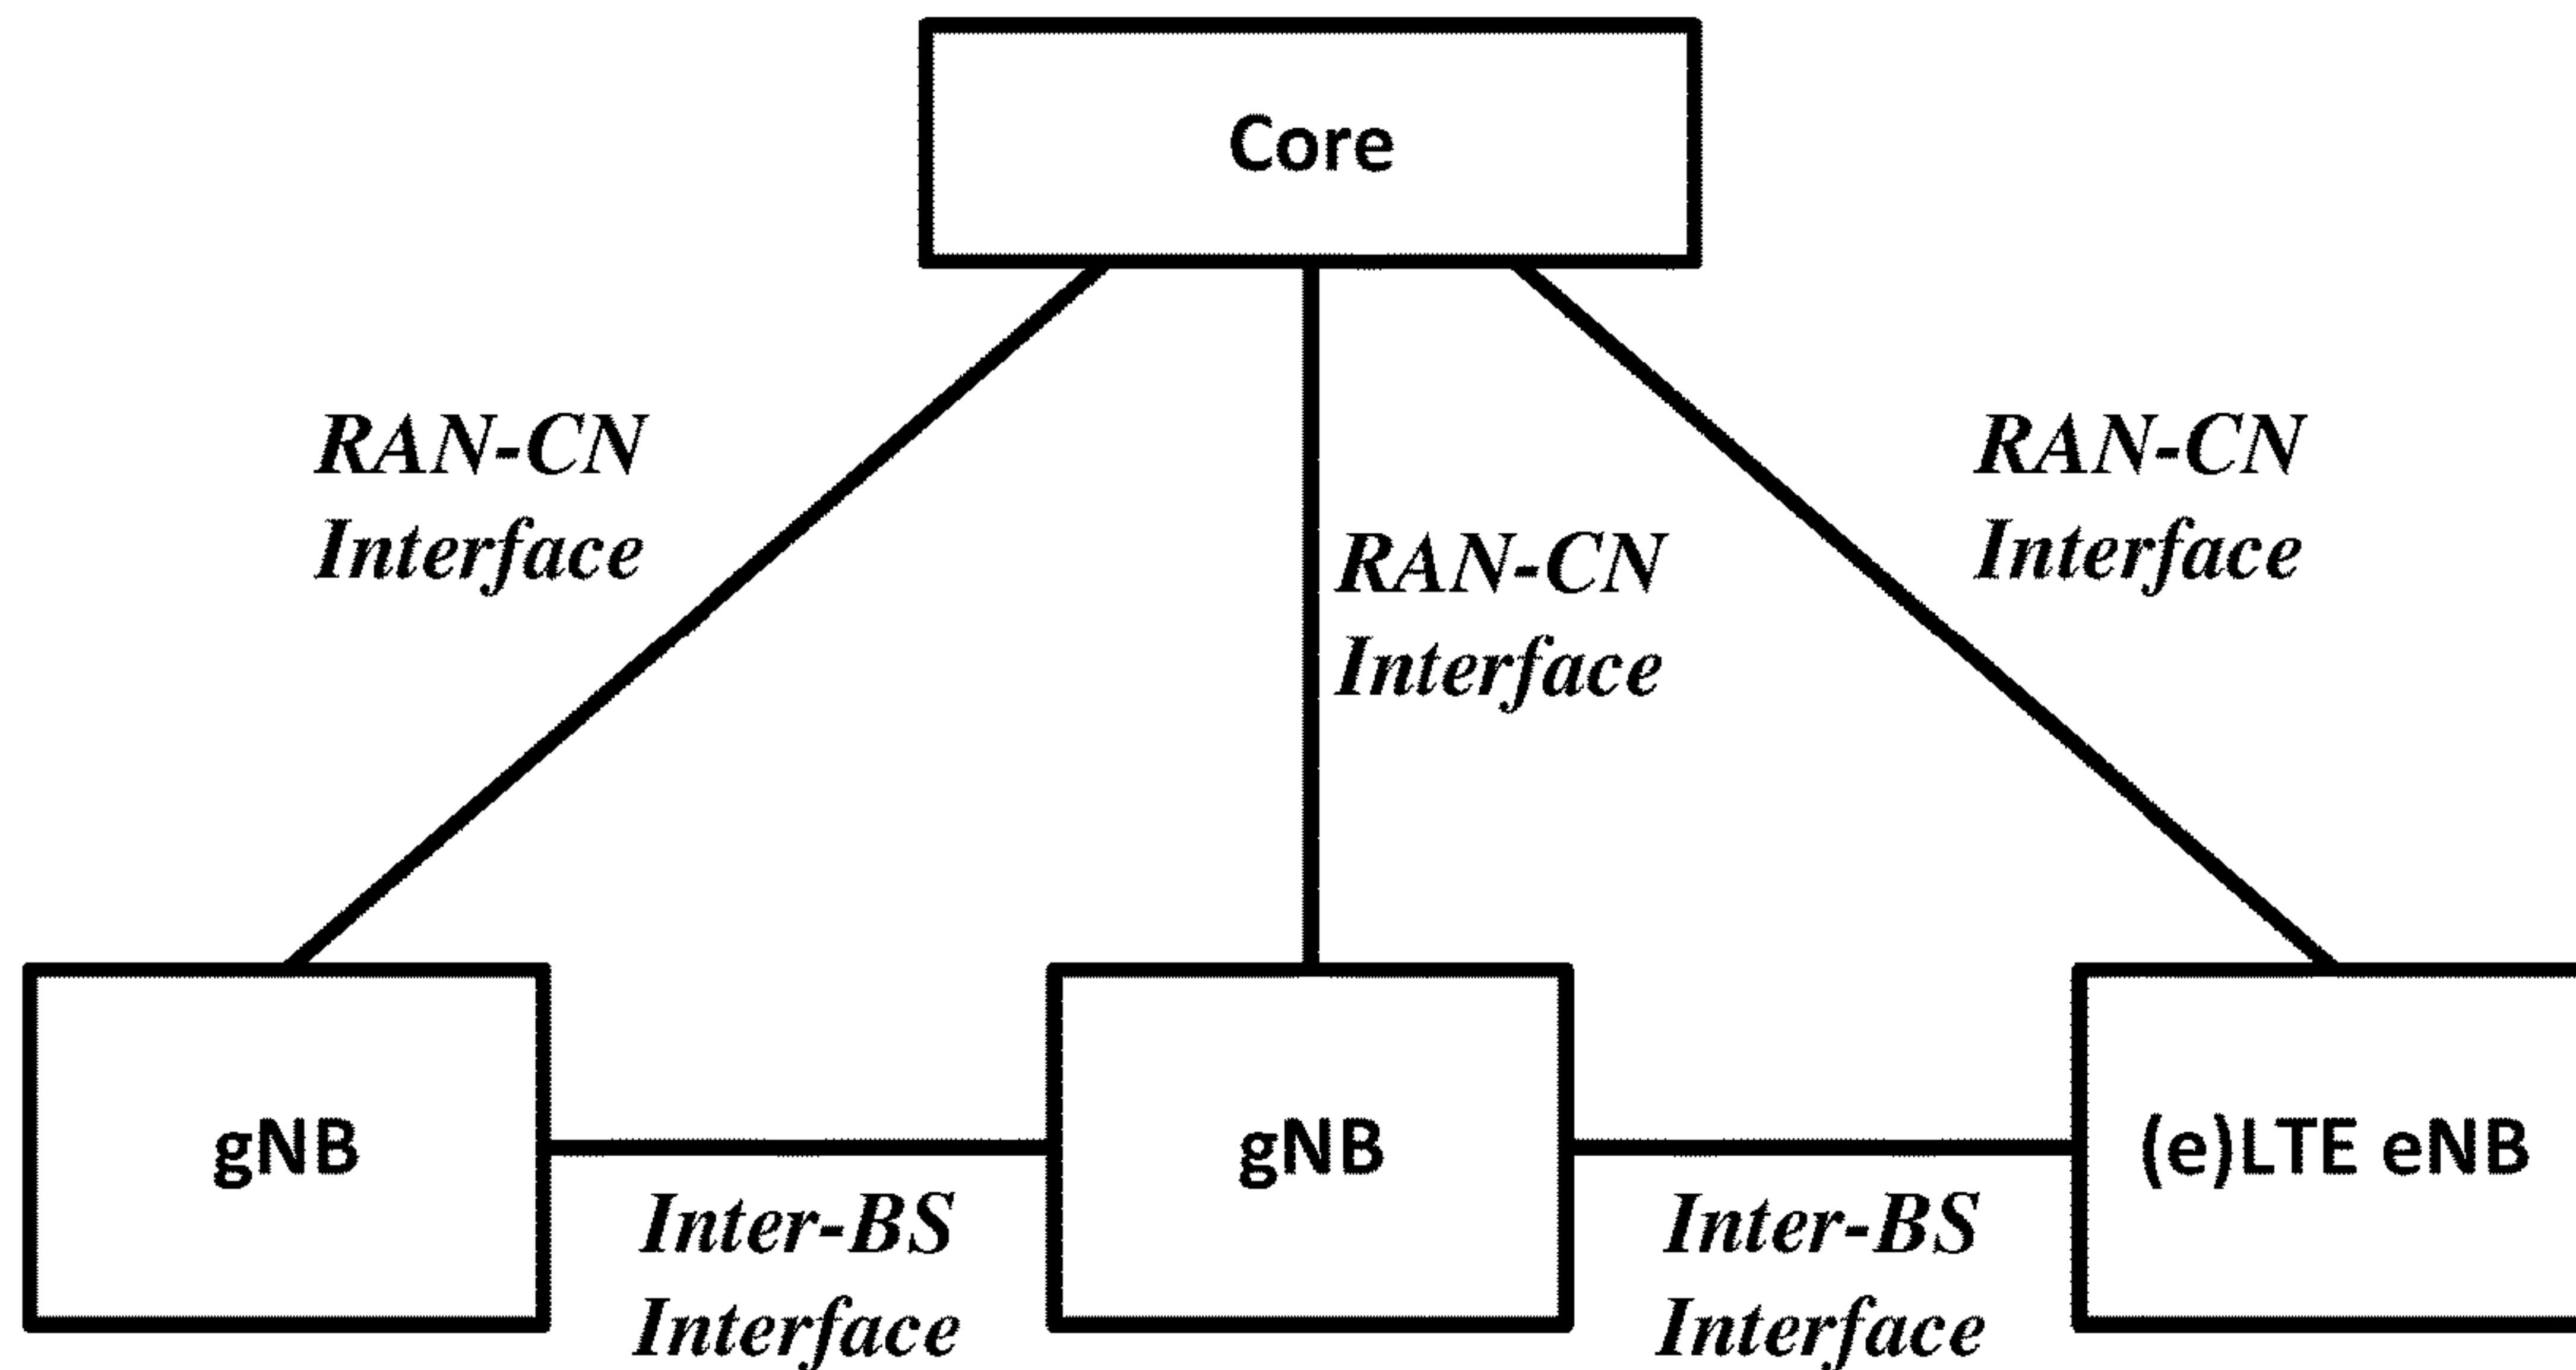 Core
RAN-CN
Interface
RAN-CN
Interface
RAN-CN
Interface
gNB
gNB
(e)LTE eNB
Inter-BS
Interface
Inter-BS
Interface